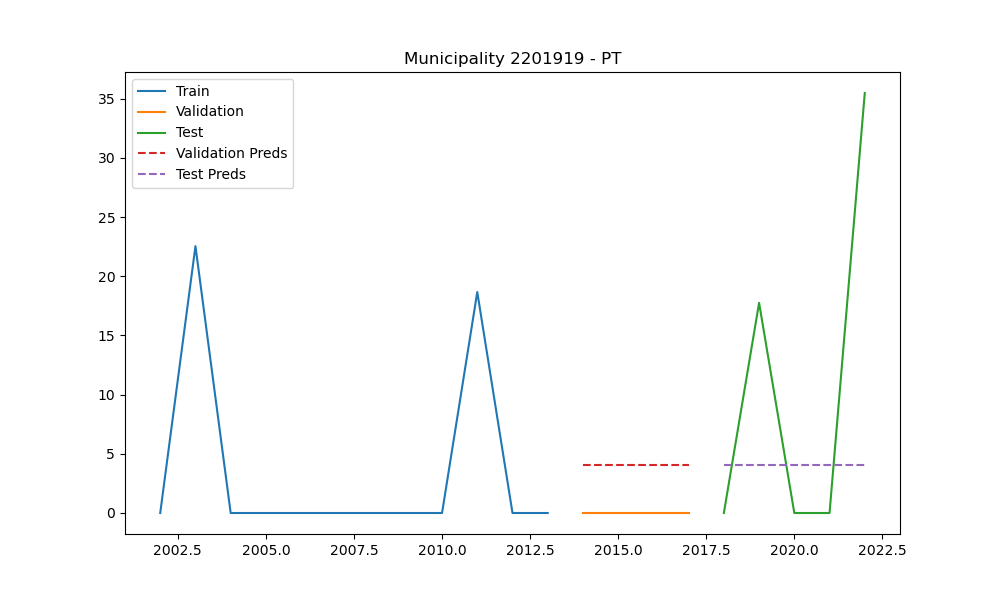 Municipality 2201919 - PT
Train
Validation
Test
Validation Preds
Test Preds
35
30
25
20
15
10
5
0
2002.5 2005.0 2007.5 2010.0 2012.5 2015.0 2017.5 2020.0 2022.5